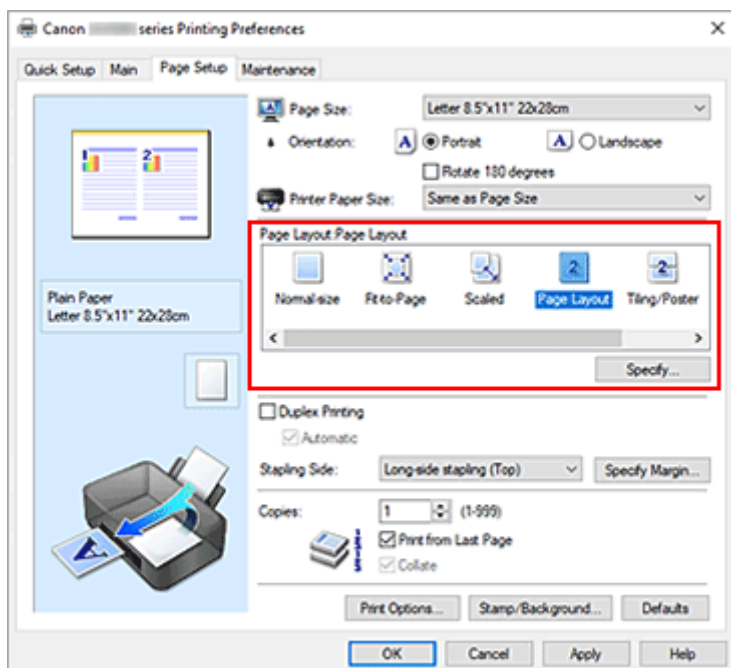 Canon series Printing Preferences
Quick Setup Main Page Setup Maintenance
1 2
Plain Paper
Letter 8.5"x11" 22x28cm
A
Page Size: Letter 8.5"x11" 22x28cm
Orientation: A Portrait A Landscape
Rotate 180 degrees
Printer Paper Size: Same as Page Size
Page Layout:Page Layout
2 2
Normal-size Fit-to-Page Scaled Page Layout Tiling/Poster
Specify...
Duplex Printing
Automatic
Stapling Side: Long-side stapling (Top) Specify Margin...
Copies: 1 (1-999)
Print from Last Page
Collate
Print Options... Stamp/Background... Defaults
OK Cancel Apply Help